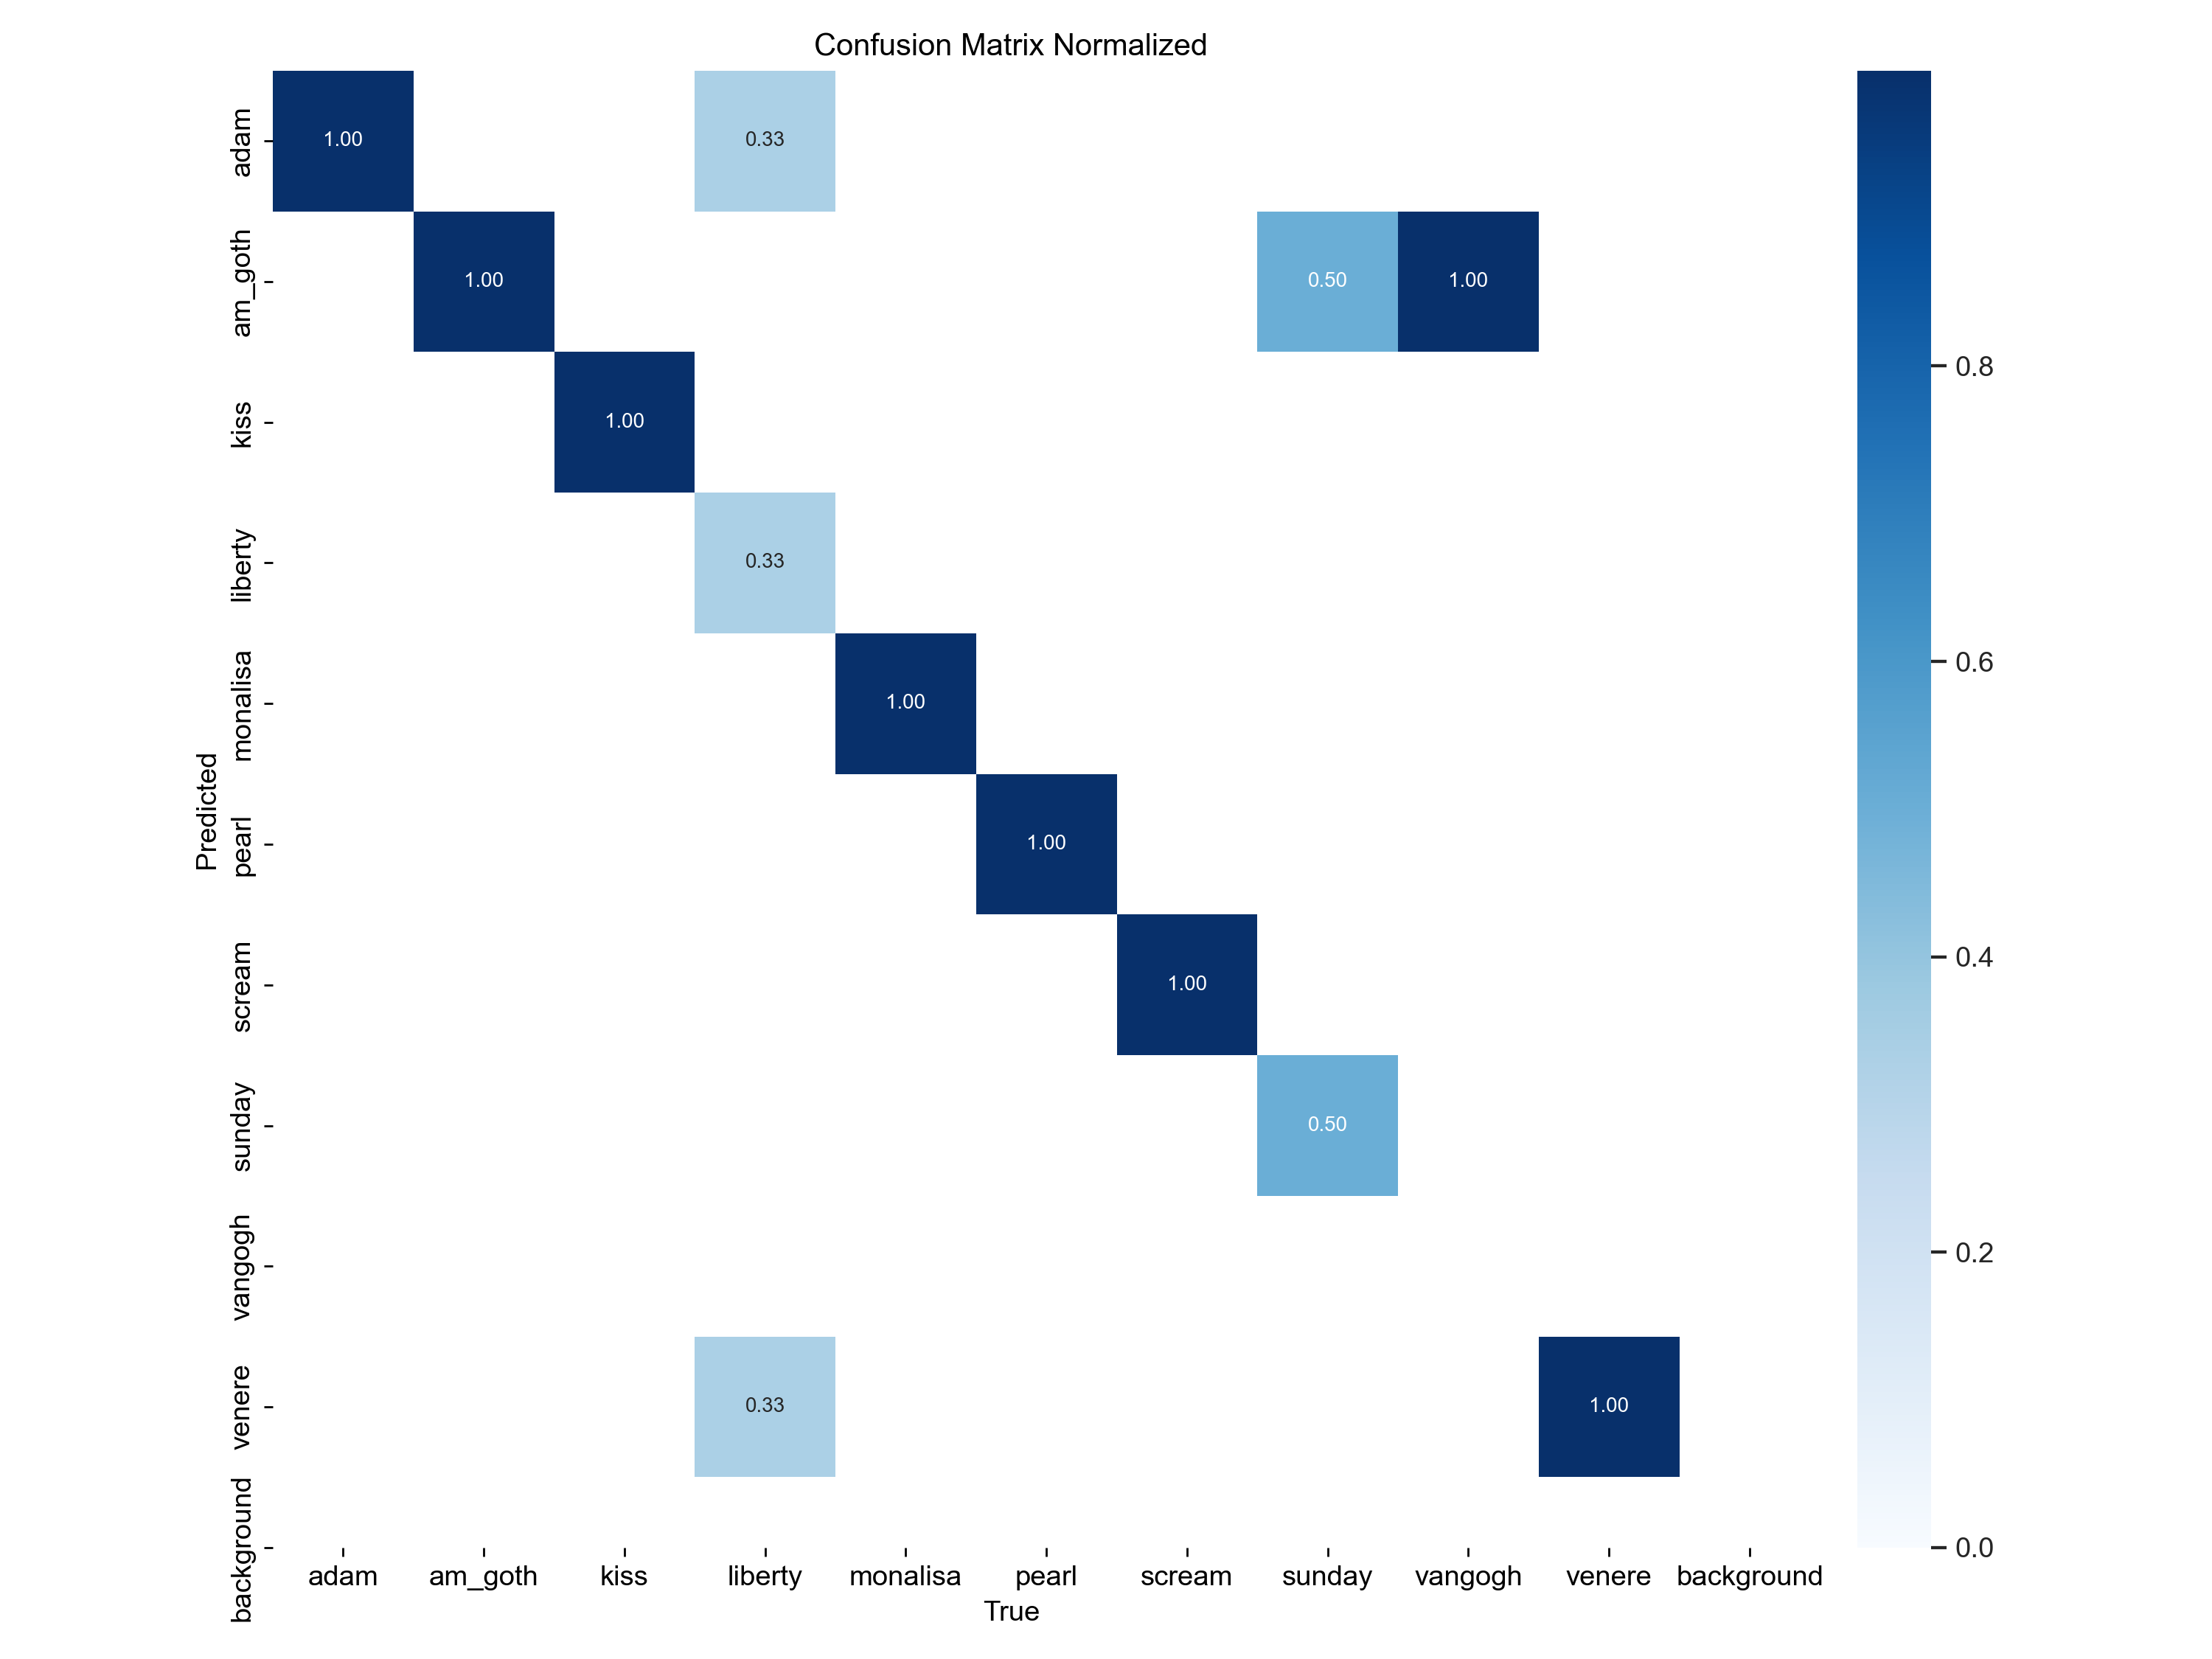 Confusion Matrix Normalized
adam
1.00
0.33
am_goth
1.00
0.50
1.00
kiss
1.00
liberty
0.33
monalisa
1.00
pearl
1.00
scream
1.00
sunday
0.50
vangogh
venere
0.33
1.00
background
Predicted
adam am_goth kiss liberty monalisa pearl scream sunday vangogh venere background
True
0.8
0.6
0.4
0.2
0.0